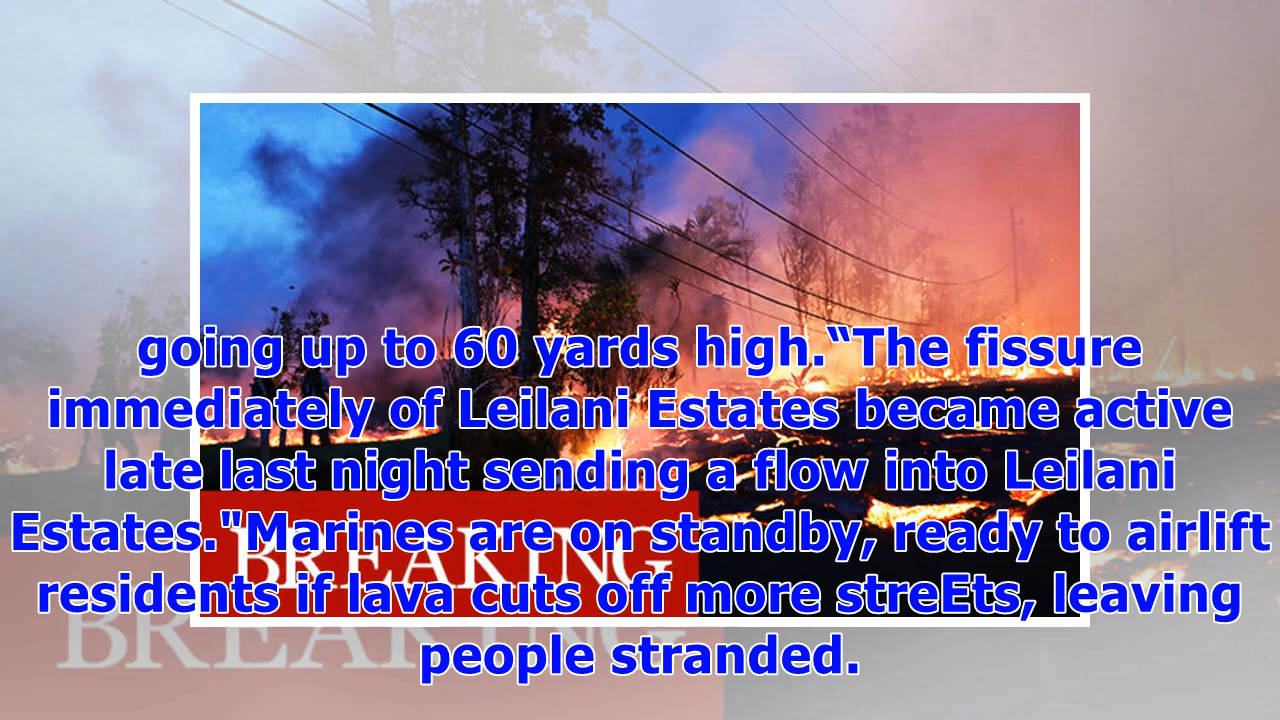 going up to 60 yards high.“The fissure
immediately of Leilani Estates became active
late last night sending a flow into Leilani
Estates."Marines are on standby, ready to airlift
BREAKING
residents if lava cuts off more streEts, leaving
BREAKING
people stranded.